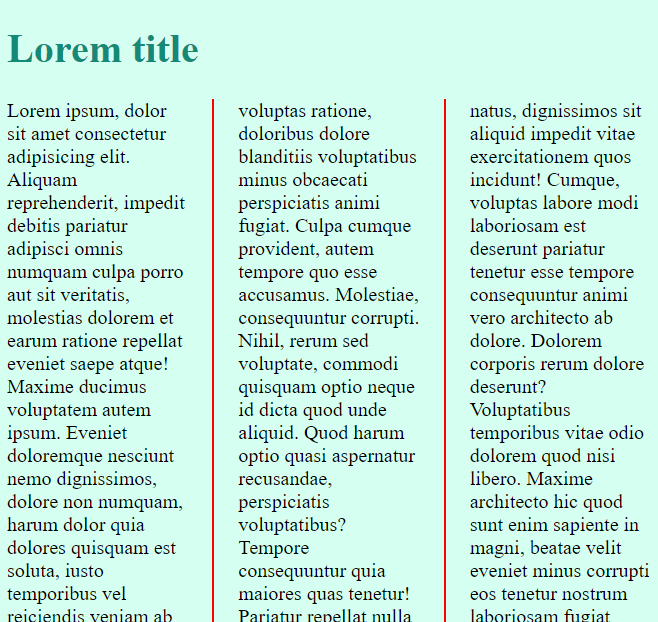 Lorem title
Lorem ipsum, dolor
sit amet consectetur
adipisicing elit.
Aliquam
reprehenderit, impedit
debitis pariatur
adipisci omnis
numquam culpa porro
aut sit veritatis,
molestias dolorem et
earum ratione repellat
eveniet saepe atque!
Maxime ducimus
voluptatem autem
ipsum. Eveniet
doloremque nesciunt
nemo dignissimos,
dolore non numquam,
harum dolor quia
dolores quisquam est
soluta, iusto
temporibus vel
reiciendis veniam ab
voluptas ratione,
doloribus dolore
blanditiis voluptatibus
minus obcaecati
perspiciatis animi
fugiat. Culpa cumque
provident, autem
tempore quo esse
accusamus. Molestiae,
consequuntur corrupti.
Nihil, rerum sed
voluptate, commodi
quisquam optio neque
id dicta quod unde
aliquid. Quod harum
optio quasi aspernatur
recusandae,
perspiciatis
voluptatibus?
Tempore
consequuntur quia
maiores quas tenetur!
Pariatur repellat nulla
natus, dignissimos sit
aliquid impedit vitae
exercitationem quos
incidunt! Cumque,
voluptas labore modi
laboriosam est
deserunt pariatur
tenetur esse tempore
consequuntur animi
vero architecto ab
dolore. Dolorem
corporis rerum dolore
deserunt?
Voluptatibus
temporibus vitae odio
dolorem quod nisi
libero. Maxime
architecto hic quod
sunt enim sapiente in
magni, beatae velit
eveniet minus corrupti
eos tenetur nostrum
laboriosam fugiat